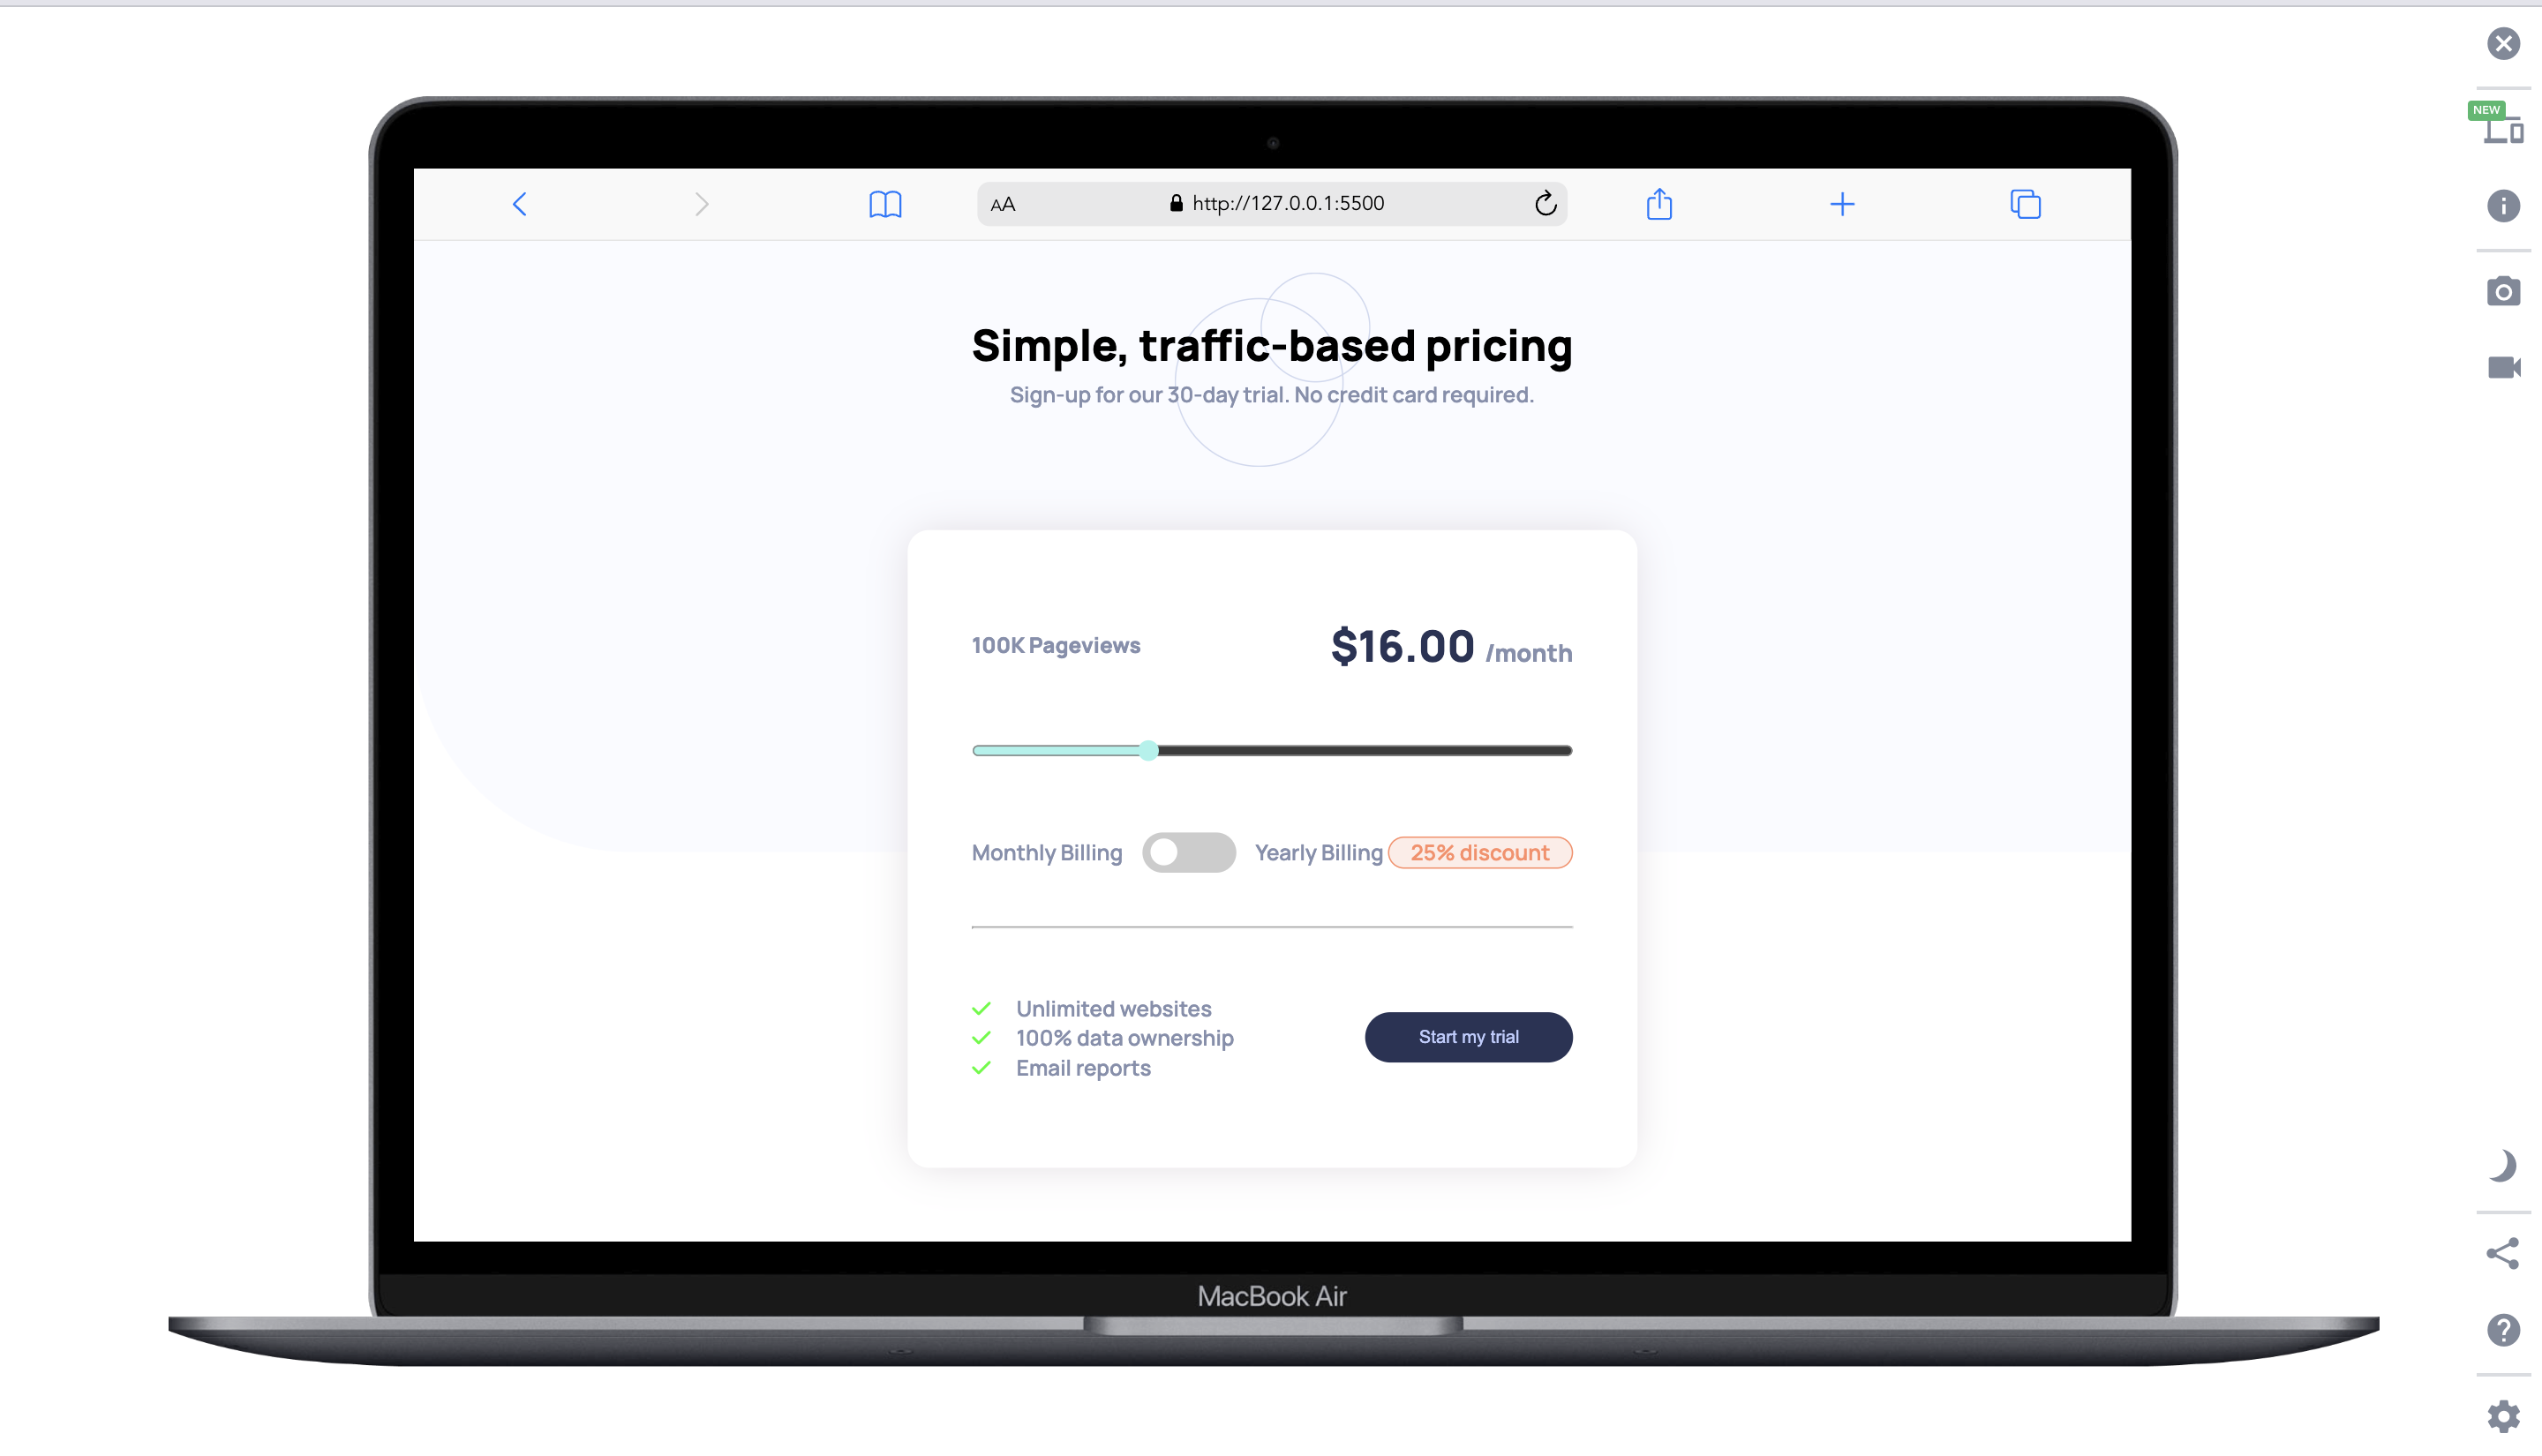 NEW
AA http://127.0.0.1:5500
Simple, traffic-based pricing
Sign-up for our 30-day trial. No credit card required.
100K Pageviews $16.00 /month
Monthly Billing Yearly Billing 25% discount
Unlimited websites
100% data ownership
Email reports
Start my trial
MacBook Air